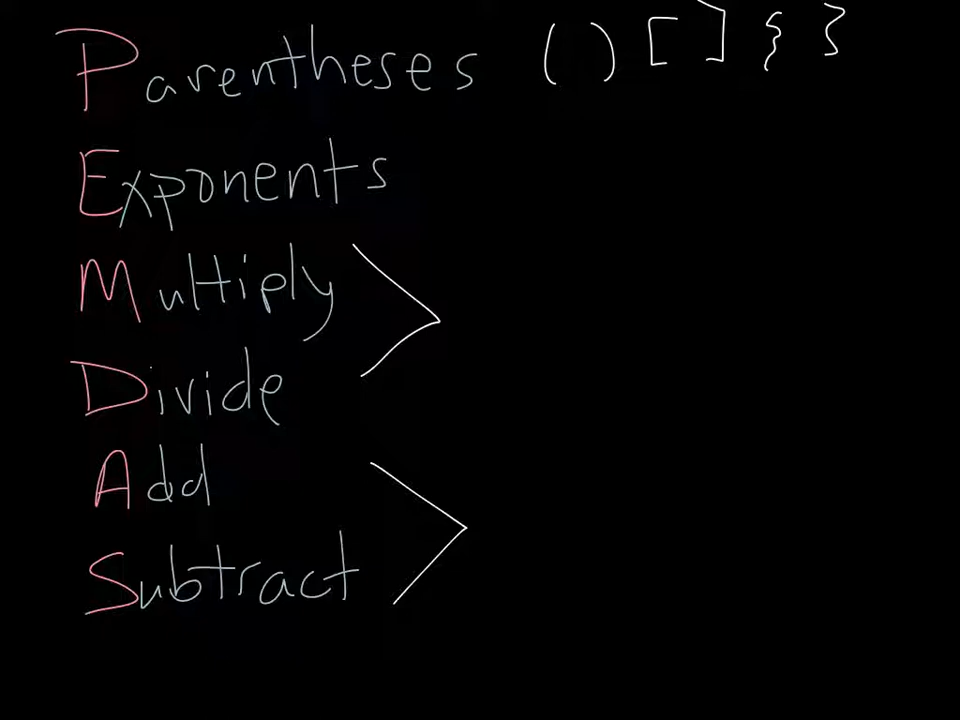 Parentheses ( ) [ ] { }
Exponents
Multiply
Divide
Add
Subtract